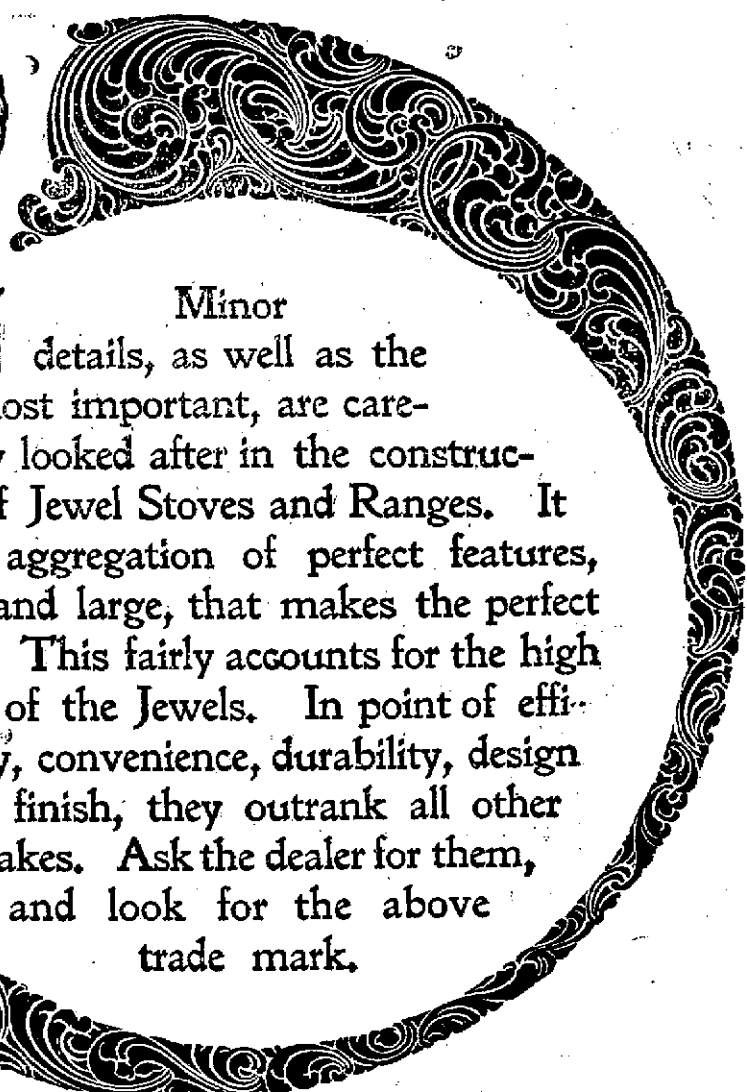 Minor
details, as well as the
ost important, are care-
y looked after in the construc-
f Jewel Stoves and Ranges. It
aggregation of perfect features,
and large, that makes the perfect
This fairly accounts for the high
of the Jewels. In point of effi-
y, convenience, durability, design
finish, they outrank all other
akes. Ask the dealer for them,
and look for the above
trade mark.